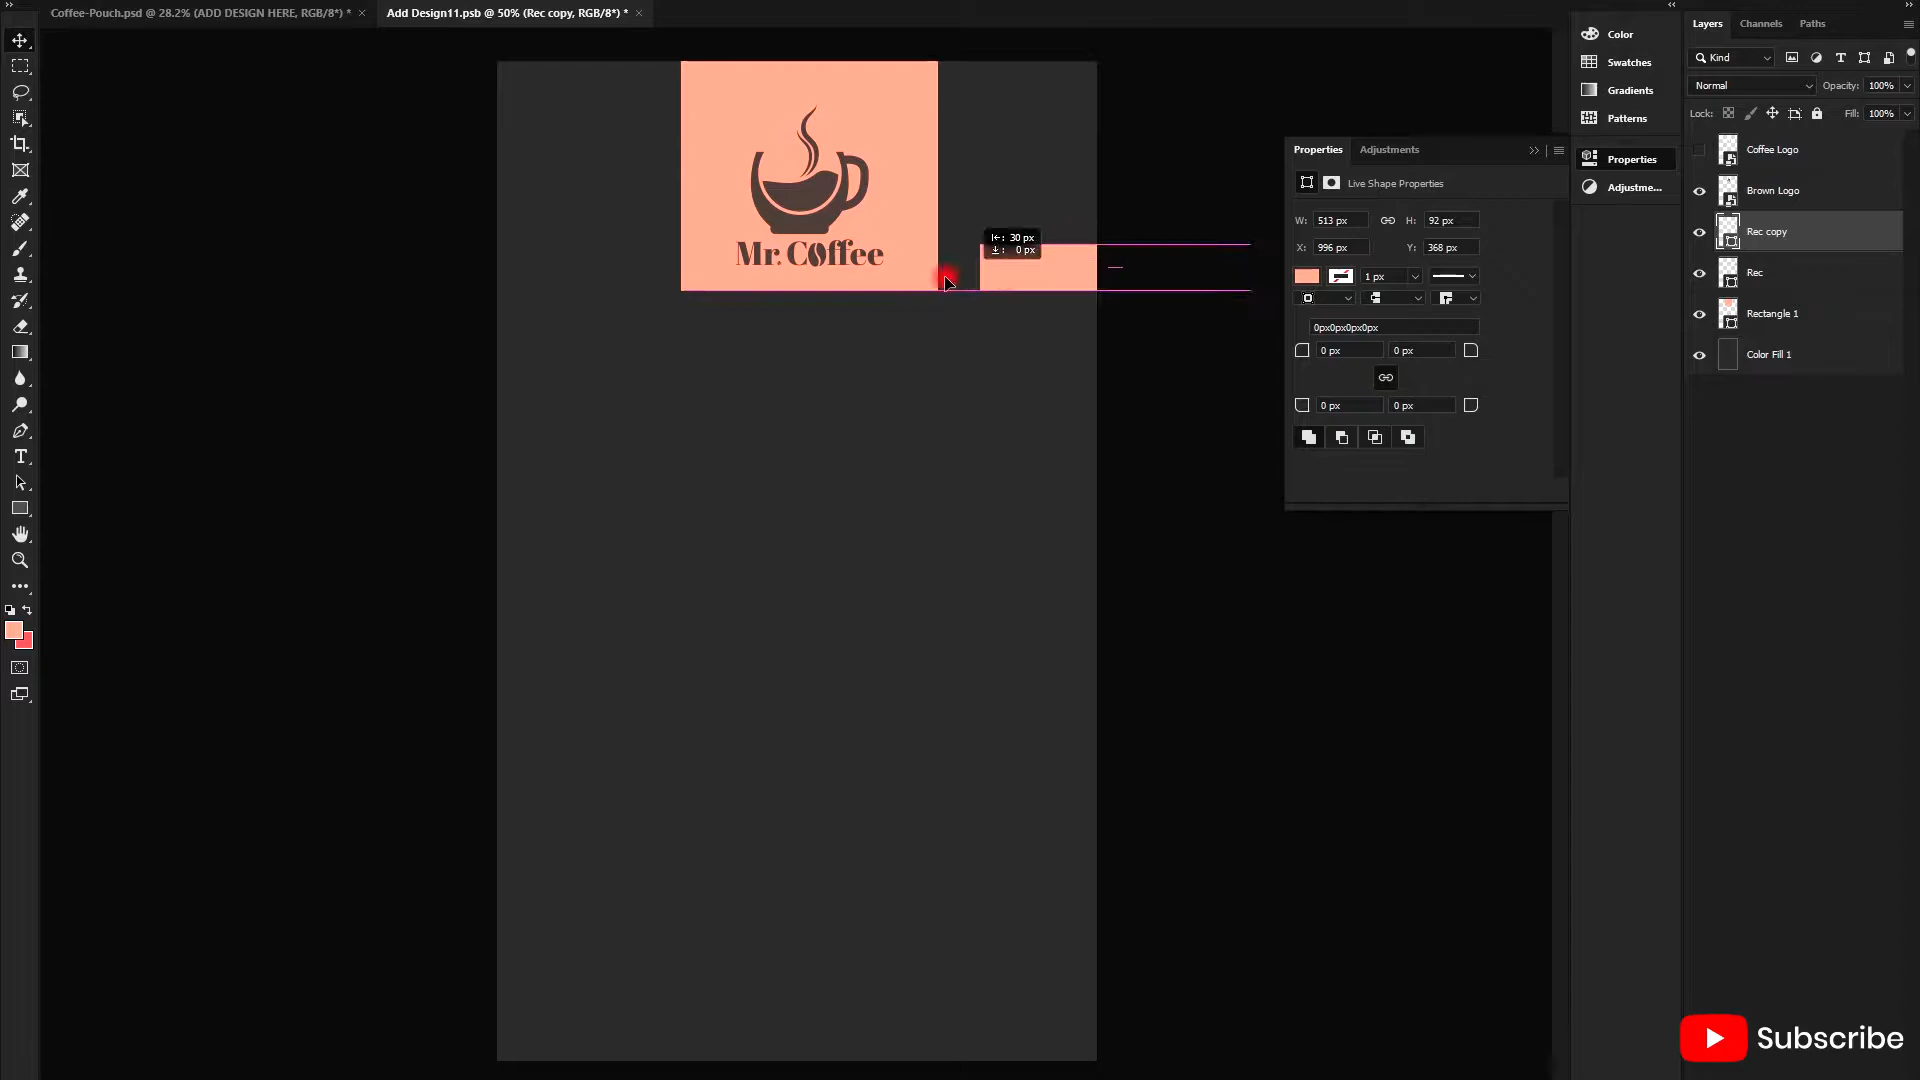 Coffee-Pouch.psd @ 28.2% (ADD DESIGN HERE, RGB/8*) *
Add Design11.psb @ 50% (Rec copy, RGB/8*) *
Mr. Coffee
30 px
0 px
Properties
Adjustments
Live Shape Properties
W: 513 px
H: 92 px
X: 996 px
Y: 368 px
1 px
0px0px0px0px
0 px
0 px
0 px
0 px
Color
Swatches
Gradients
Patterns
Properties
Adjustme...
Layers
Channels
Paths
Kind
Normal
Opacity: 100%
Lock:
Fill: 100%
Coffee Logo
Brown Logo
Rec copy
Rec
Rectangle 1
Color Fill 1
Subscribe